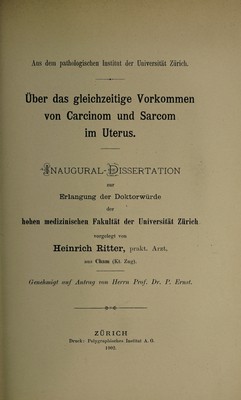 Aus dem pathologischen Institut der Universität Zürich.
Über das gleichzeitige Vorkommen
von Carcinom und Sarcom
im Uterus.
INAUGURAL-DISSERTATION
zur
Erlangung der Doktorwürde
der
hohen medizinischen Fakultät der Universität Zürich
vorgelegt von
Heinrich Ritter, prakt. Arzt.
aus Cham (Kt. Zug).
Genehmigt auf Antrag von Herrn Prof. Dr. P. Ernst.
ZÜRICH
Druck: Polygraphisches Institut A. G.
1902.